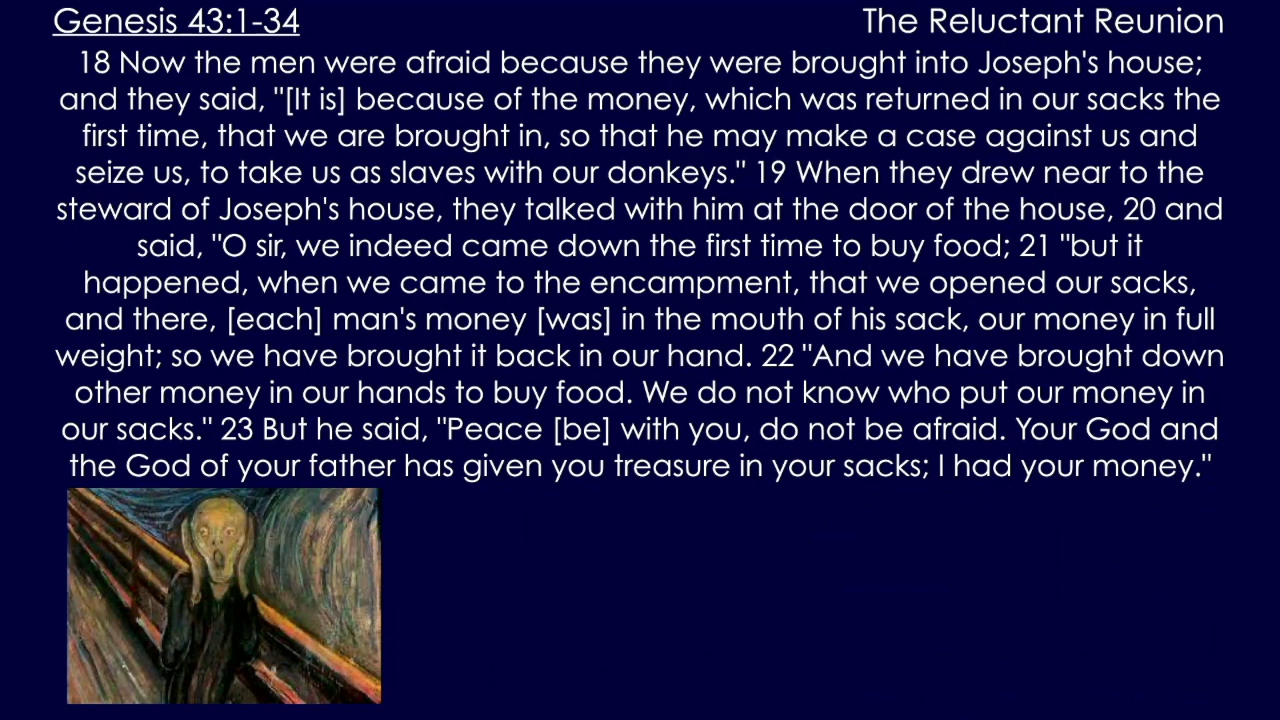 Genesis 43:1-34 The Reluctant Reunion
18 Now the men were afraid because they were brought into Joseph's house;
and they said, "[It is] because of the money, which was returned in our sacks the
first time, that we are brought in, so that he may make a case against us and
seize us, to take us as slaves with our donkeys." 19 When they drew near to the
steward of Joseph's house, they talked with him at the door of the house, 20 and
said, "O sir, we indeed came down the first time to buy food; 21 "but it
happened, when we came to the encampment, that we opened our sacks,
and there, [each] man's money [was] in the mouth of his sack, our money in full
weight; so we have brought it back in our hand. 22 "And we have brought down
other money in our hands to buy food. We do not know who put our money in
our sacks." 23 But he said, "Peace [be] with you, do not be afraid. Your God and
the God of your father has given you treasure in your sacks; I had your money."